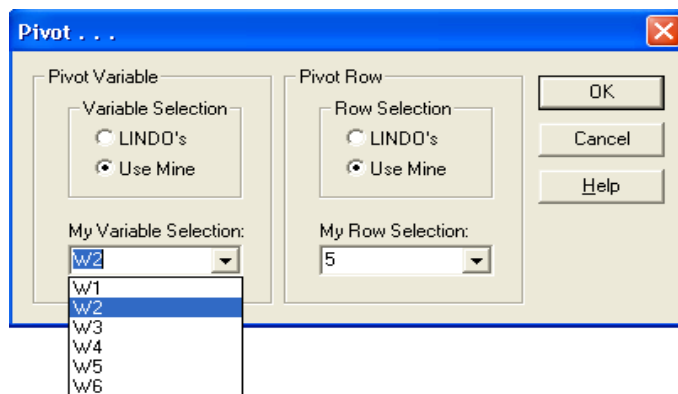 Pivot . . .
Pivot Variable
Variable Selection
LINDO's
Use Mine
My Variable Selection:
W2
W1
W2
W3
W4
W5
W6
Pivot Row
Row Selection
LINDO's
Use Mine
My Row Selection:
5
OK
Cancel
Help